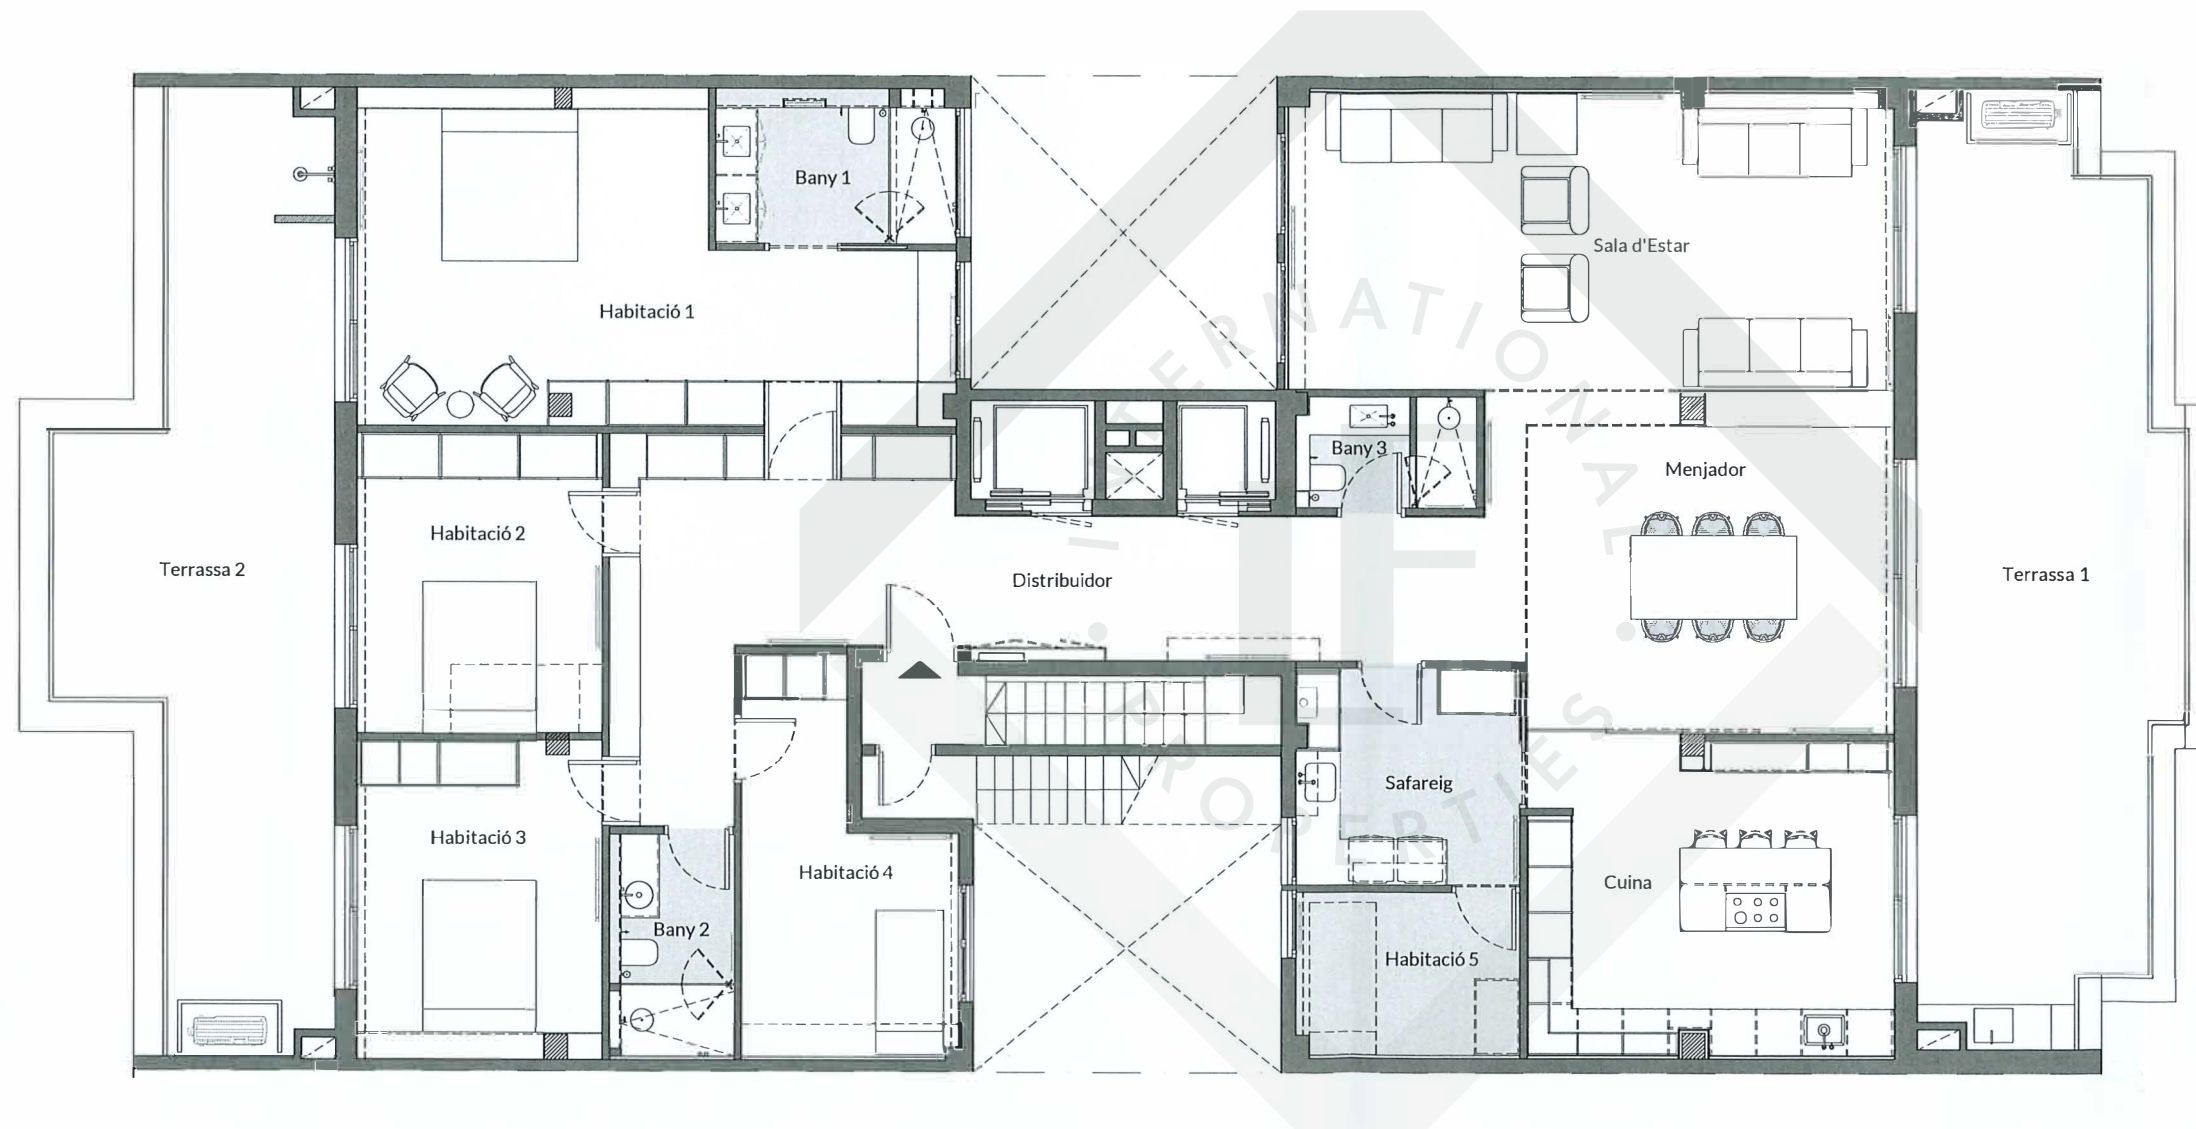 Bany 1
Sala d'Estar
Habitació 1
INTERNATIONAL
Bany 3
Menjador
Habitació 2
Terrassa 2
Distribuidor
Terrassa 1
Safareig
Habitació 3
Habitació 4
Cuina
Bany 2
Habitació 5
PROPERTIES